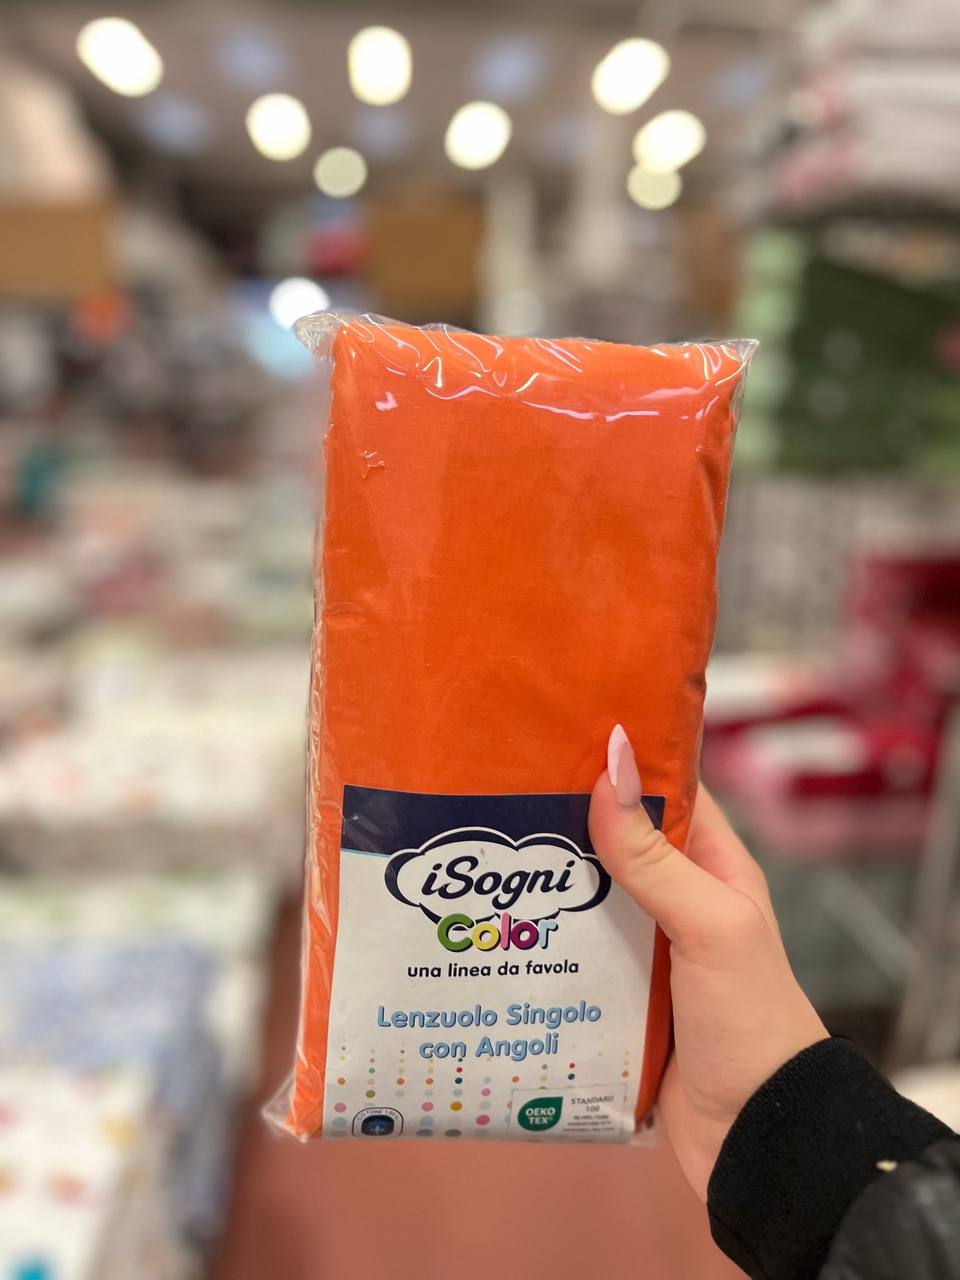 iSogni
Color
una linea da favola
Lenzuolo Singolo
con Angoli
OEKO
TEX®
STANDARD
100